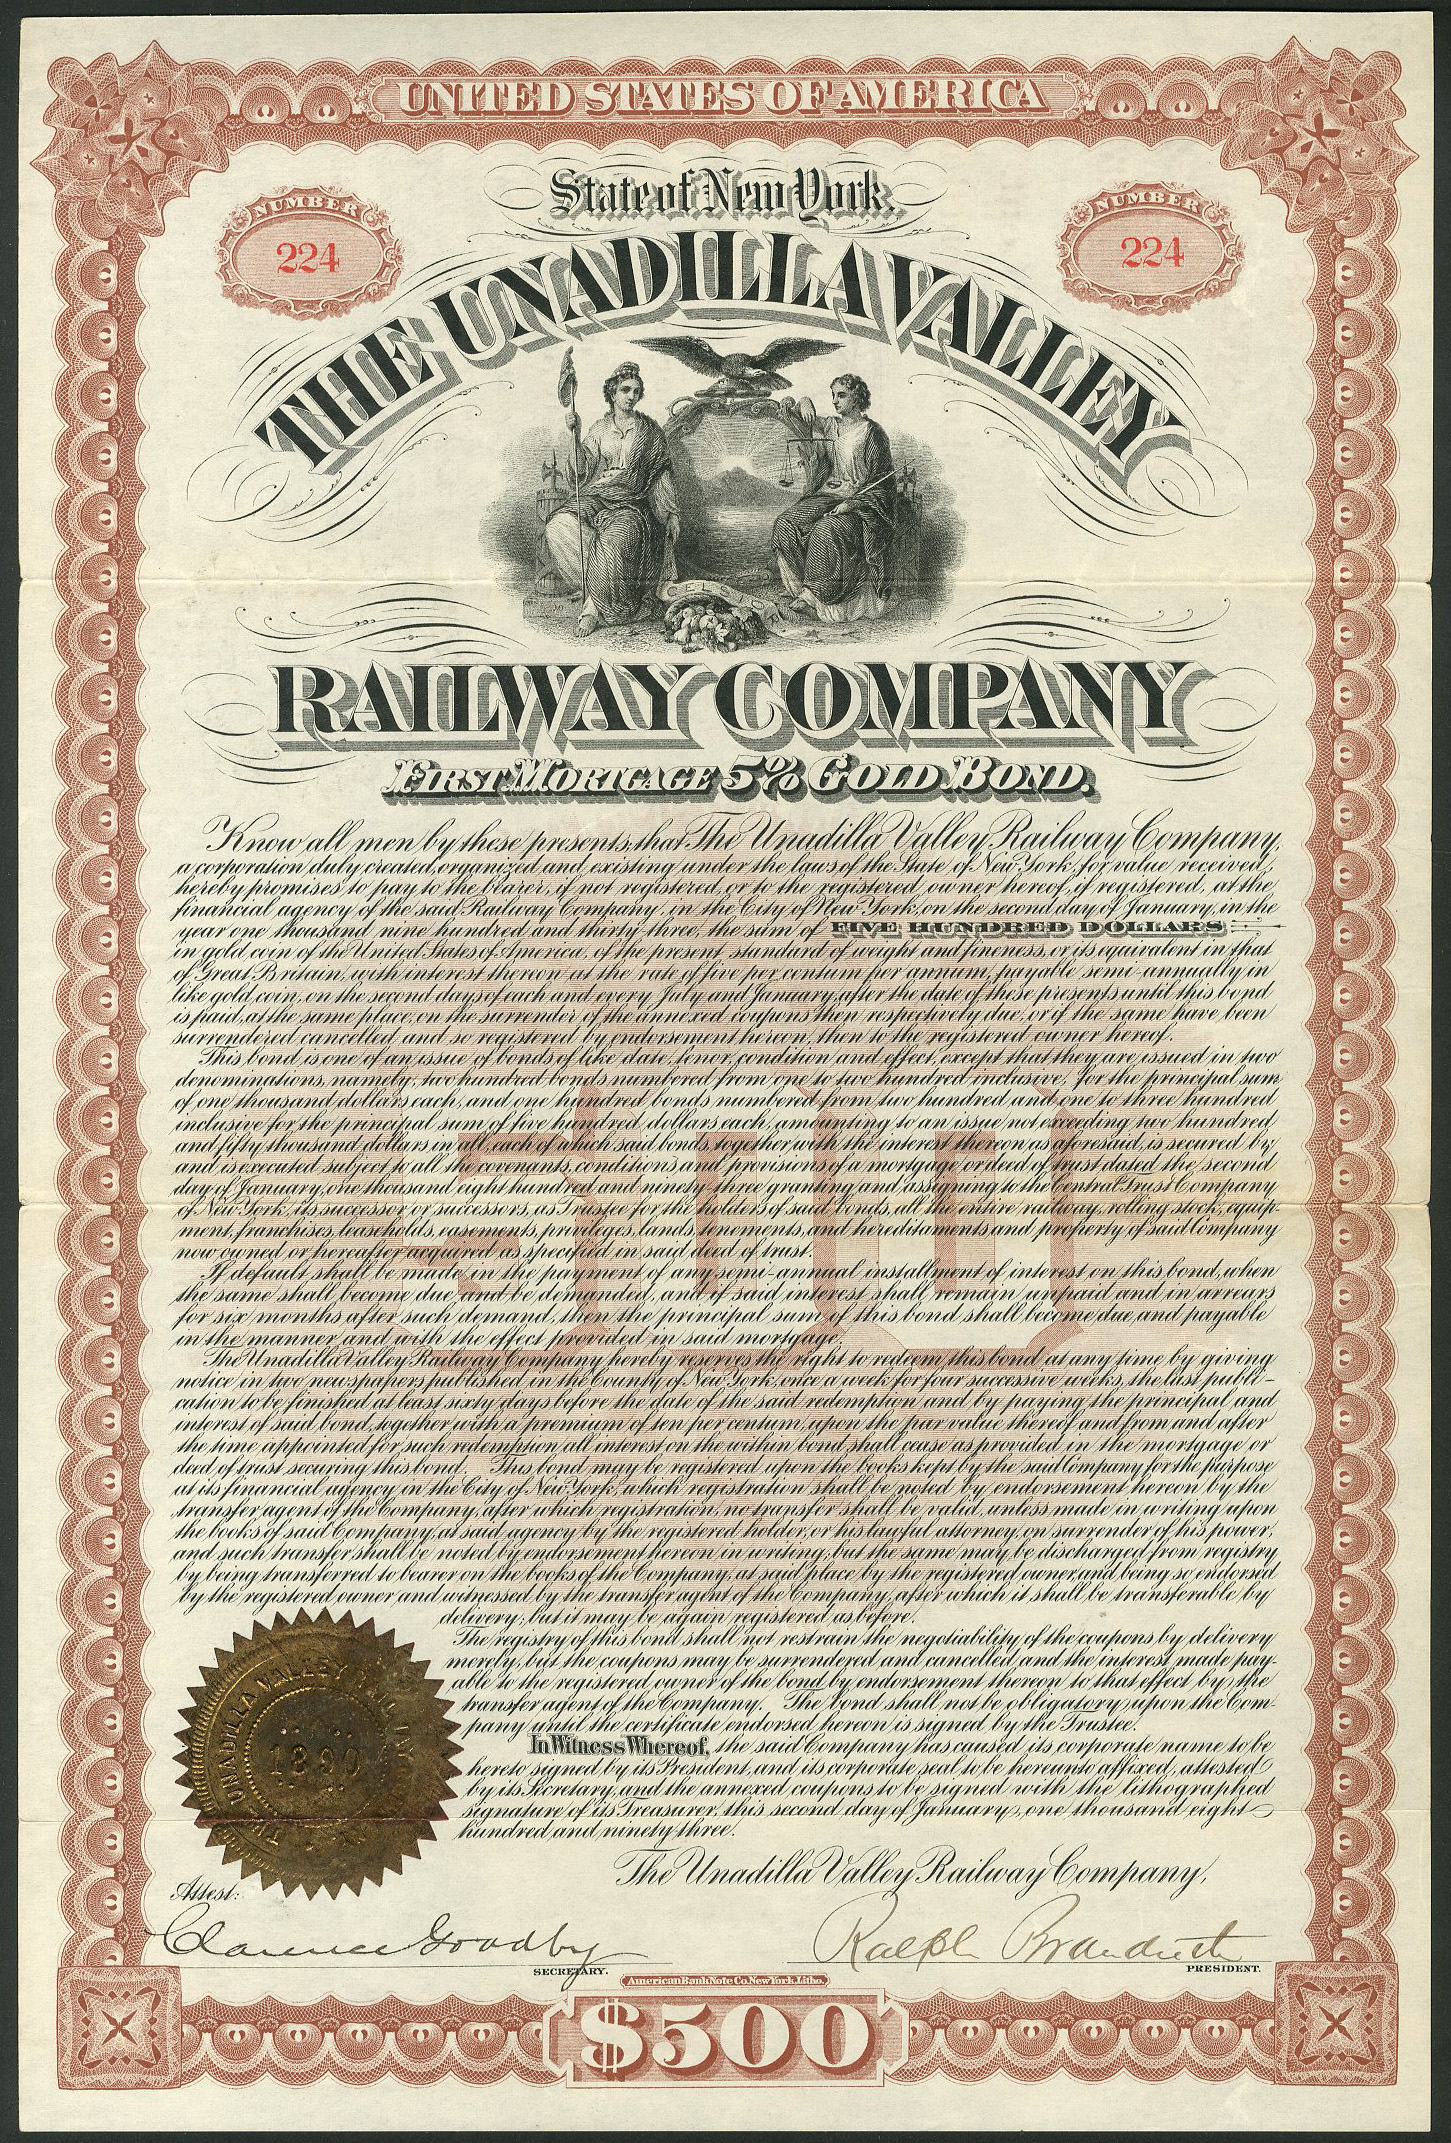 UNITED STATES OF AMERICA
State of New York.
NUMBER
224
NUMBER
224
THE UNADILLA VALLEY
EXCELSIOR
RAILWAY COMPANY
FIRST MORTGAGE 5% GOLD BOND.
Know all men by these presents, that The Unadilla Valley Railway Company,
a corporation duly created, organized and existing under the laws of the State of New York, for value received,
hereby promises to pay to the bearer, if not registered, or to the registered owner hereof, if registered, at the
financial agency of the said Railway Company, in the City of New York, on the second day of January, in the
year one thousand nine hundred and thirty three, the sum of FIVE HUNDRED DOLLARS
in gold coin of the United States of America, of the present standard of weight and fineness, or its equivalent in that
of Great Britain, with interest thereon at the rate of five per centum per annum, payable semi-annually in
like gold coin, on the second days of each and every July and January, after the date of these presents until this bond
is paid, at the same place, on the surrender of the annexed coupons then respectively due, or if the same have been
surrendered cancelled and so registered by endorsement hereon, then to the registered owner hereof.
This bond is one of an issue of bonds of like date, tenor, condition and effect, except that they are issued in two
denominations, namely; two hundred bonds numbered from one to two hundred inclusive, for the principal sum
of one thousand dollars each, and one hundred bonds numbered from two hundred and one to three hundred
inclusive for the principal sum of five hundred dollars each, amounting to an issue not exceeding two hundred
and fifty thousand dollars in all, each of which said bonds, together with the interest thereon as aforesaid, is secured by
and is executed subject to all the covenants, conditions and provisions of a mortgage or deed of trust dated the second
day of January, one thousand eight hundred and ninety-three granting and assigning to the Central Trust Company
of New York, its successor or successors, as Trustee for the holders of said bonds, all the entire railway, rolling stock, equip-
ment, franchises, leaseholds, easements, privileges, lands, tenements, and hereditaments and property of said Company
now owned or hereafter acquired as specified in said deed of trust.
If default shall be made in the payment of any semi-annual installment of interest on this bond, when
the same shall become due and be demanded, and if said interest shall remain unpaid and in arrears
for six months after such demand, then the principal sum of this bond shall become due and payable
in the manner and with the effect provided in said mortgage.
The Unadilla Valley Railway Company hereby reserves the right to redeem this bond at any time by giving
notice in two newspapers published in the County of New York, once a week for four successive weeks, the last publi-
cation to be finished at least sixty days before the date of the said redemption and by paying the principal and
interest of said bond, together with a premium of ten per centum, upon the par value thereof and from and after
the time appointed for such redemption all interest on the within bond shall cease as provided in the mortgage or
deed of trust securing this bond. This bond may be registered upon the books kept by the said Company for the purpose
at its financial agency in the City of New York, which registration shall be noted by endorsement hereon by the
transfer agent of the Company, after which registration, no transfer shall be valid, unless made in writing upon
the books of said Company, at said agency by the registered holder, or his lawful attorney, on surrender of his power,
and such transfer shall be noted by endorsement hereon in writing, but the same may be discharged from registry
by being transferred to bearer on the books of the Company, at said place by the registered owner, and being so endorsed
by the registered owner and witnessed by the transfer agent of the Company, after which it shall be transferable by
delivery, but it may be again registered as before.
The registry of this bond shall not restrain the negotiability of the coupons by delivery
merely, but the coupons may be surrendered and cancelled and the interest made pay-
able to the registered owner of the bond by endorsement thereon to that effect by the
transfer agent of the Company. The bond shall not be obligatory upon the Com-
pany until the certificate endorsed hereon is signed by the Trustee.
In Witness Whereof, the said Company has caused its corporate name to be
hereto signed by its President, and its corporate seal to be hereunto affixed, attested
by its Secretary, and the annexed coupons to be signed with the lithographed
signature of its Treasurer, this second day of January, one thousand eight
hundred and ninety three.
THE UNADILLA VALLEY RAILWAY
1890
The Unadilla Valley Railway Company,
Attest:
Clarence Goodby
SECRETARY.
Ralph Brandreth
PRESIDENT.
American Bank Note Co. New York, Litho.
$500